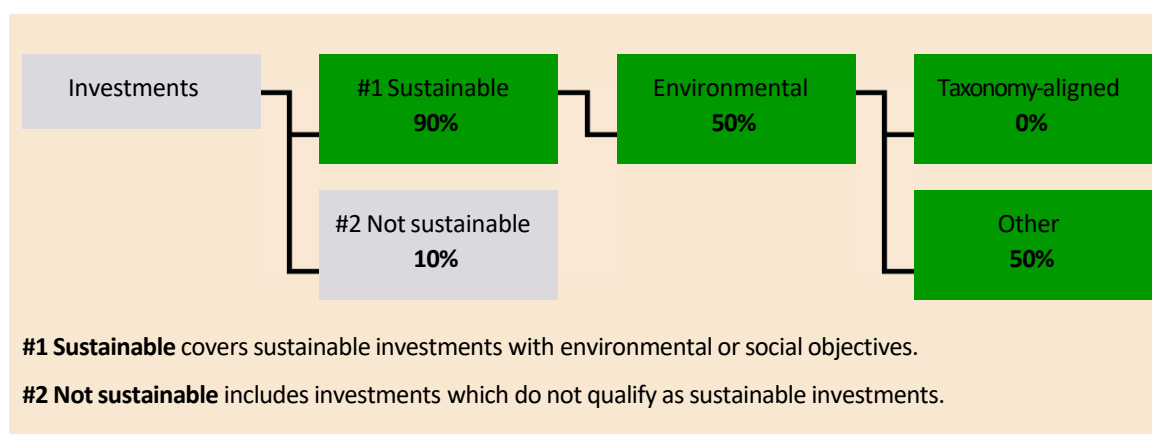 Investments
#1 Sustainable
90%
Environmental
50%
Taxonomy-aligned
0%
#2 Not sustainable
10%
Other
50%
#1 Sustainable covers sustainable investments with environmental or social objectives.
#2 Not sustainable includes investments which do not qualify as sustainable investments.